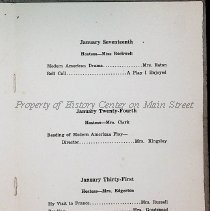 January Seventeenth
Hostess—Miss Rockwell
Modern American Drama.....Mrs. Eaton
Roll Call.....A Play I Enjoyed
Property of History Center on Main Street
January Twenty-Fourth
Hostess—Mrs. Clark
Reading of Modern American Play—
Director.....Mrs. Kingsley
January Thirty-First
Hostess—Mrs. Edgerton
My Visit to France.....Mrs. Russell